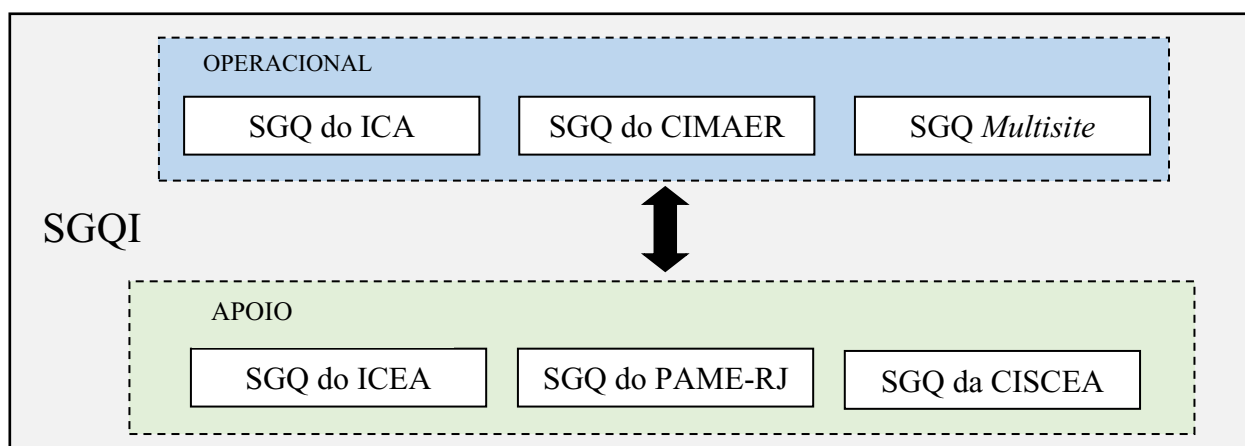 OPERACIONAL
SGQ do ICA
SGQ do CIMAER
SGQ Multisite
SGQI
APOIO
SGQ do ICEA
SGQ do PAME-RJ
SGQ da CISCEA